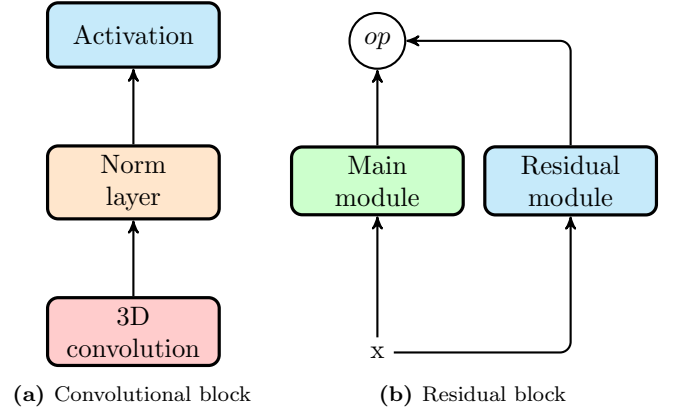 Activation
Norm
layer
3D
convolution
(a) Convolutional block
op
Main
module
Residual
module
x
(b) Residual block